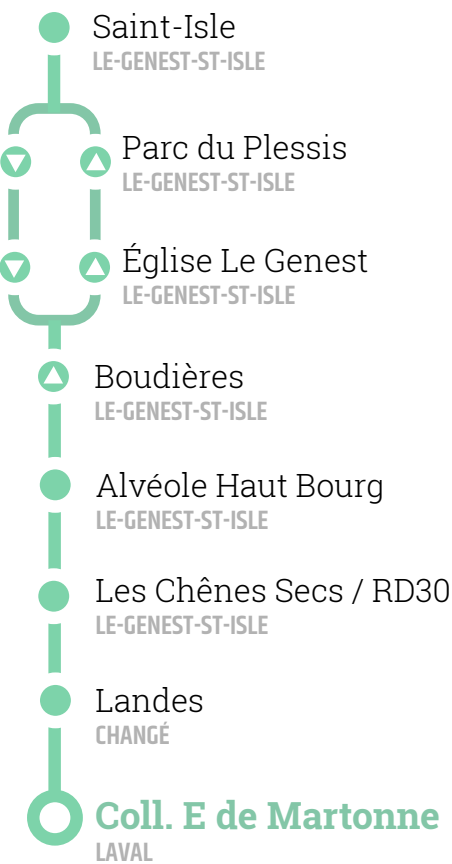 Saint-Isle
LE-GENEST-ST-ISLE
Parc du Plessis
LE-GENEST-ST-ISLE
Église Le Genest
LE-GENEST-ST-ISLE
Boudières
LE-GENEST-ST-ISLE
Alvéole Haut Bourg
LE-GENEST-ST-ISLE
Les Chênes Secs / RD30
LE-GENEST-ST-ISLE
Landes
CHANGÉ
Coll. E de Martonne
LAVAL